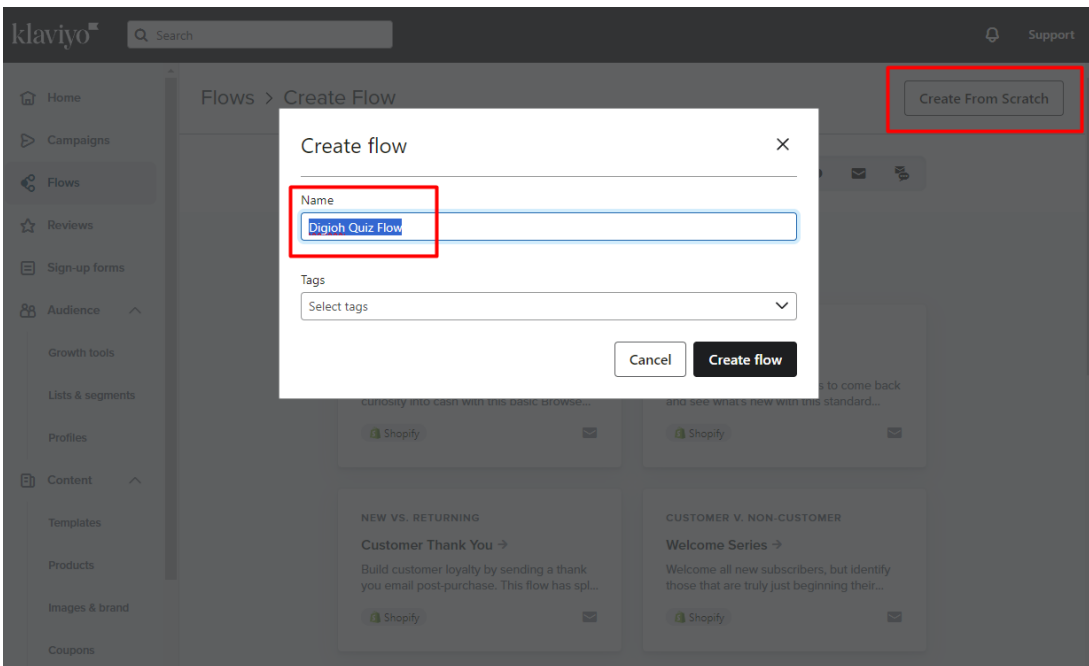 klaviyo
Search
Support
Home
Campaigns
Flows
Reviews
Sign-up forms
Audience
Growth tools
Lists & segments
Profiles
Content
Templates
Products
Images & brand
Coupons
Flows > Create Flow
Create From Scratch
Create flow
Name
Digioh Quiz Flow
Tags
Select tags
Cancel
Create flow
curiosity into cash with this basic Browse...
Shopify
s to come back
and see what's new with this standard...
Shopify
NEW VS. RETURNING
Customer Thank You →
Build customer loyalty by sending a thank
you email post-purchase. This flow has spl...
Shopify
CUSTOMER V. NON-CUSTOMER
Welcome Series →
Welcome all new subscribers, but identify
those that are truly just beginning their...
Shopify